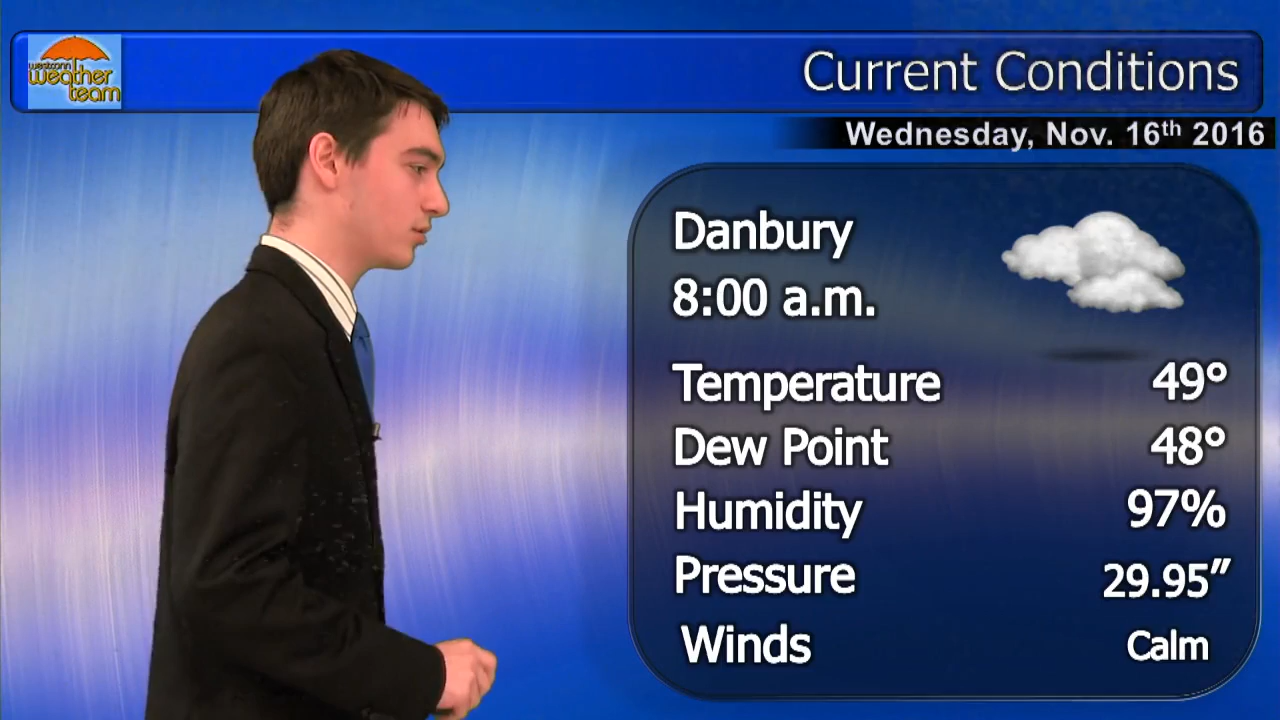 westconn
weather
team
Current Conditions
Wednesday, Nov. 16th 2016
Danbury
8:00 a.m.
Temperature 49°
Dew Point 48°
Humidity 97%
Pressure 29.95”
Winds Calm